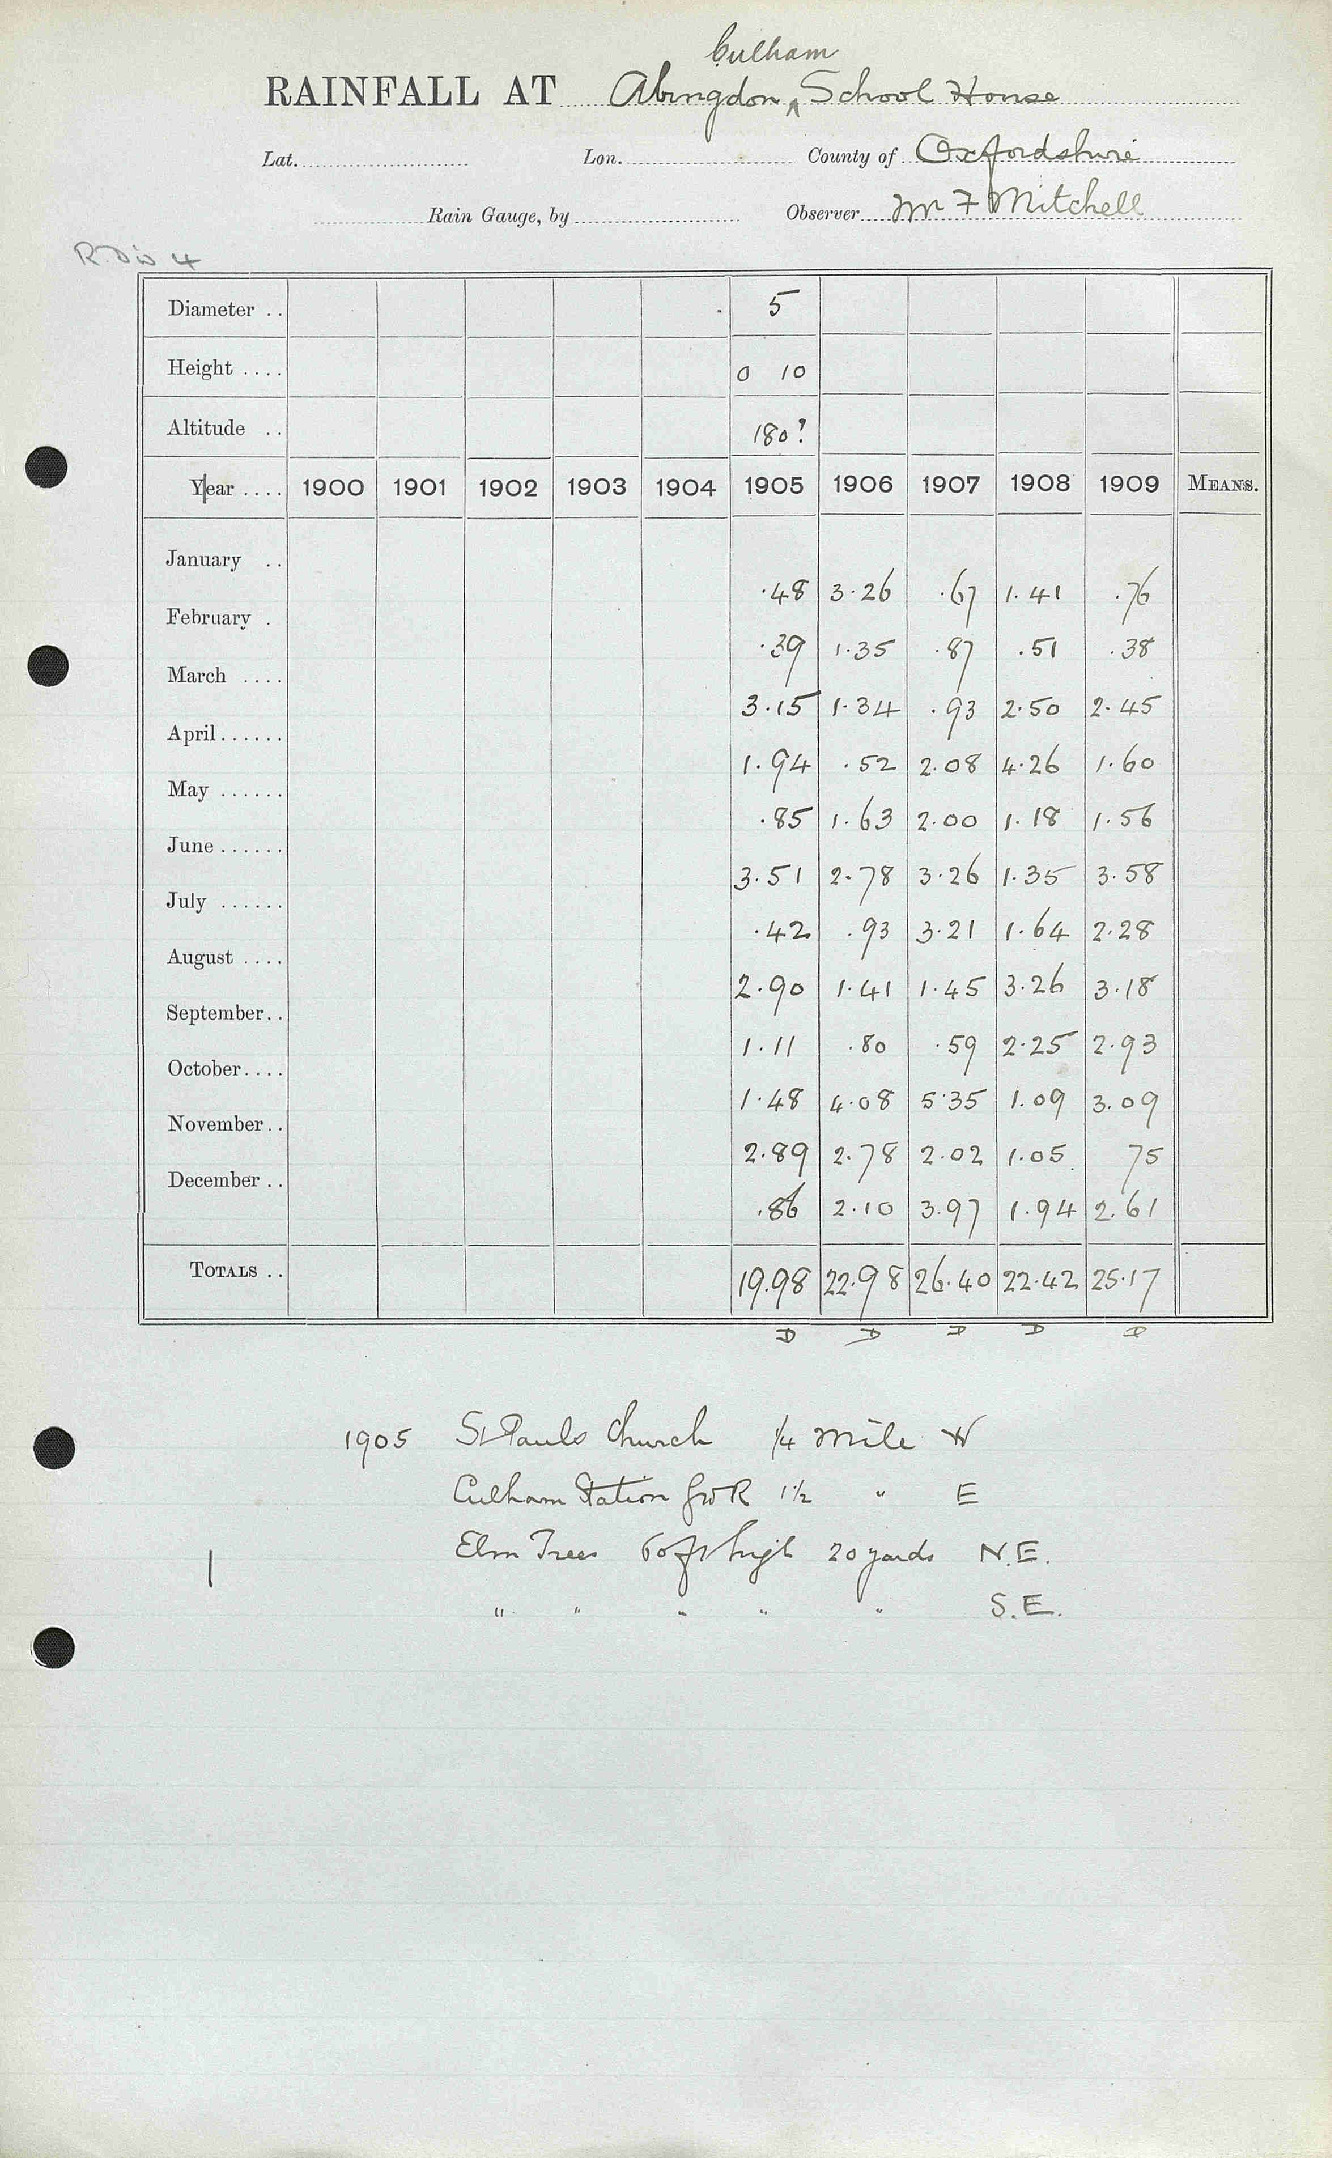 Culham
RAINFALL AT Abingdon ^ School House
Lat. Lon. County of Oxfordshire
Rain Gauge, by Observer Mr F Mitchell
R Div 4
Diameter .. 5
Height .... 0 10
Altitude .. 180?
Year .... 1900 1901 1902 1903 1904 1905 1906 1907 1908 1909 MEANS.
January .. .48 3.26 .67 1.41 .76
February . .39 1.35 .87 .51 .38
March .... 3.15 1.34 .93 2.50 2.45
April...... 1.94 .52 2.08 4.26 1.60
May ...... .85 1.63 2.00 1.18 1.56
June ...... 3.51 2.78 3.26 1.35 3.58
July ...... .42 .93 3.21 1.64 2.28
August .... 2.90 1.41 1.45 3.26 3.18
September.. 1.11 .80 .59 2.25 2.93
October.... 1.48 4.08 5.35 1.09 3.09
November.. 2.89 2.78 2.02 1.05 75
December .. .86 2.10 3.97 1.94 2.61
TOTALS .. 19.98 22.98 26.40 22.42 25.17
D D D D D
1905 St Pauls Church 1/4 mile W
Culham Station GWR 1 1/2 " E
Elm Trees 60 ft high 20 yards N.E.
" " " " " S.E.